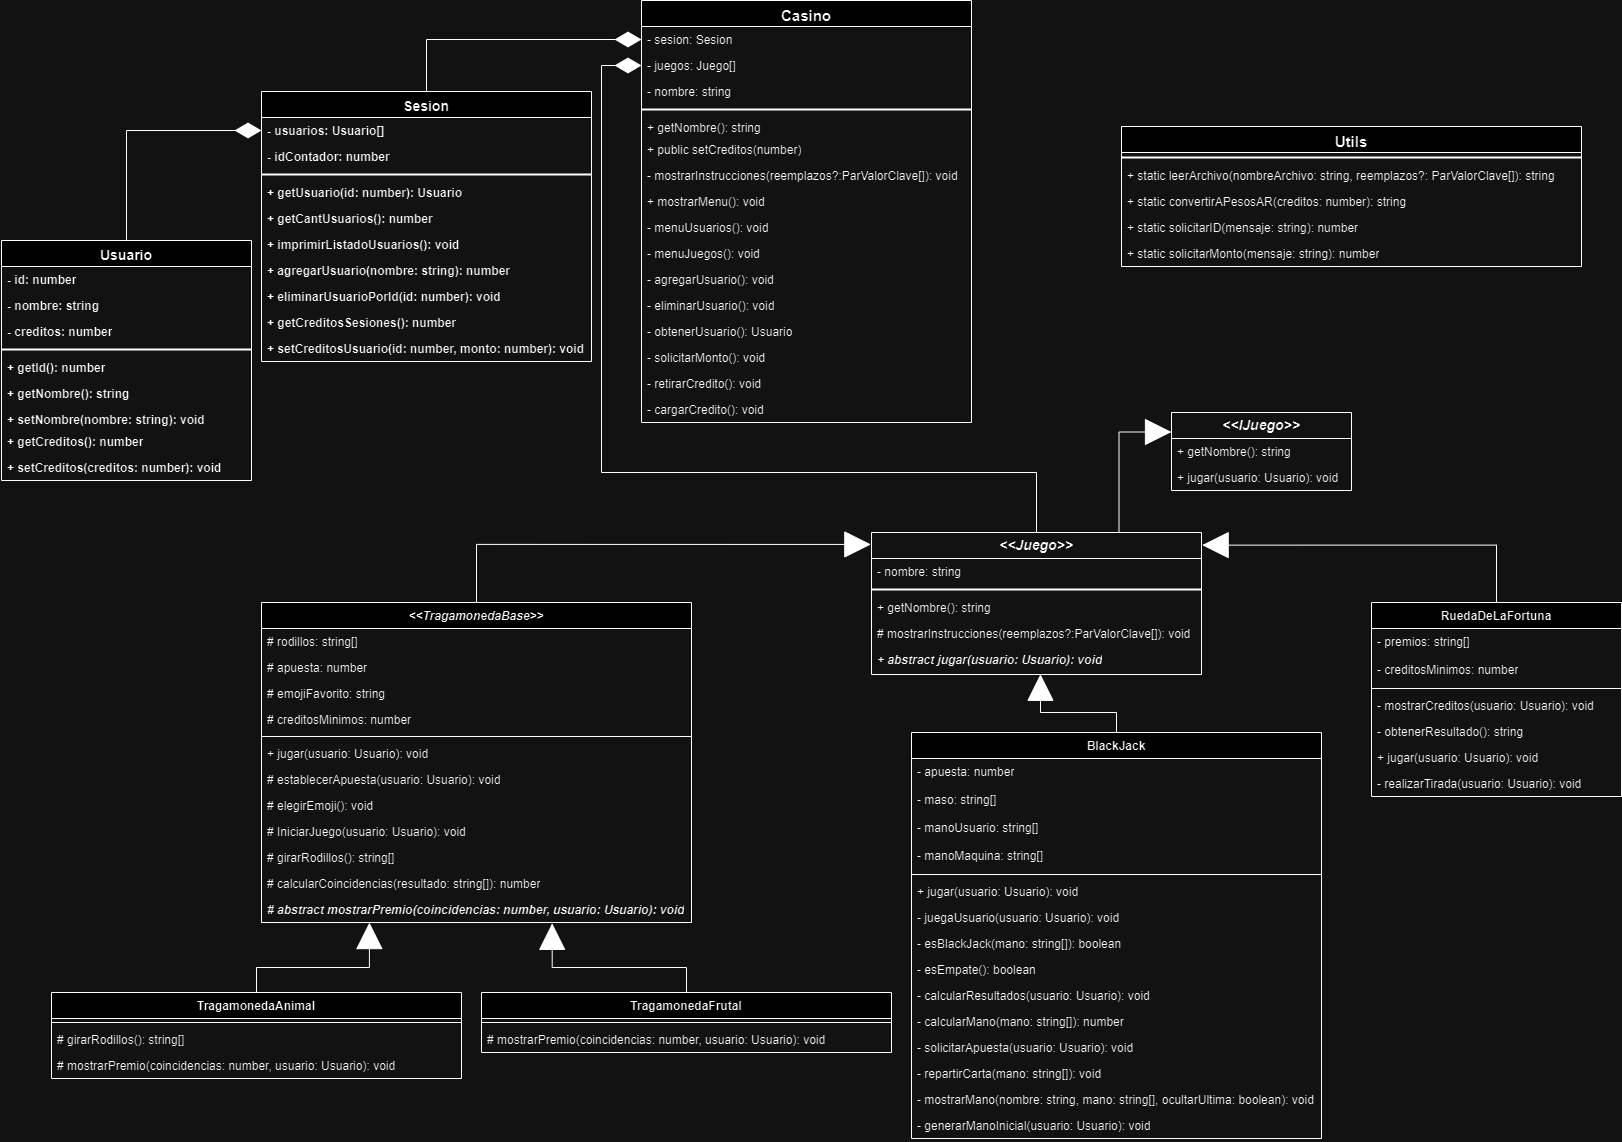 Casino
- sesion: Sesion
- juegos: Juego[]
- nombre: string
+ getNombre(): string
+ public setCreditos(number)
- mostrarInstrucciones(reemplazos?:ParValorClave[]): void
+ mostrarMenu(): void
- menuUsuarios(): void
- menuJuegos(): void
- agregarUsuario(): void
- eliminarUsuario(): void
- obtenerUsuario(): Usuario
- solicitarMonto(): void
- retirarCredito(): void
- cargarCredito(): void
Sesion
- usuarios: Usuario[]
- idContador: number
+ getUsuario(id: number): Usuario
+ getCantUsuarios(): number
+ imprimirListadoUsuarios(): void
+ agregarUsuario(nombre: string): number
+ eliminarUsuarioPorId(id: number): void
+ getCreditosSesiones(): number
+ setCreditosUsuario(id: number, monto: number): void
Utils
+ static leerArchivo(nombreArchivo: string, reemplazos?: ParValorClave[]): string
+ static convertirAPesosAR(creditos: number): string
+ static solicitarID(mensaje: string): number
+ static solicitarMonto(mensaje: string): number
Usuario
- id: number
- nombre: string
- creditos: number
+ getId(): number
+ getNombre(): string
+ setNombre(nombre: string): void
+ getCreditos(): number
+ setCreditos(creditos: number): void
<<IJuego>>
+ getNombre(): string
+ jugar(usuario: Usuario): void
<<Juego>>
- nombre: string
+ getNombre(): string
# mostrarInstrucciones(reemplazos?:ParValorClave[]): void
+ abstract jugar(usuario: Usuario): void
<<TragamonedaBase>>
# rodillos: string[]
# apuesta: number
# emojiFavorito: string
# creditosMinimos: number
+ jugar(usuario: Usuario): void
# establecerApuesta(usuario: Usuario): void
# elegirEmoji(): void
# IniciarJuego(usuario: Usuario): void
# girarRodillos(): string[]
# calcularCoincidencias(resultado: string[]): number
# abstract mostrarPremio(coincidencias: number, usuario: Usuario): void
RuedaDeLaFortuna
- premios: string[]
- creditosMinimos: number
- mostrarCreditos(usuario: Usuario): void
- obtenerResultado(): string
+ jugar(usuario: Usuario): void
- realizarTirada(usuario: Usuario): void
BlackJack
- apuesta: number
- maso: string[]
- manoUsuario: string[]
- manoMaquina: string[]
+ jugar(usuario: Usuario): void
- juegaUsuario(usuario: Usuario): void
- esBlackJack(mano: string[]): boolean
- esEmpate(): boolean
- calcularResultados(usuario: Usuario): void
- calcularMano(mano: string[]): number
- solicitarApuesta(usuario: Usuario): void
- repartirCarta(mano: string[]): void
- mostrarMano(nombre: string, mano: string[], ocultarUltima: boolean): void
- generarManoInicial(usuario: Usuario): void
TragamonedaAnimal
# girarRodillos(): string[]
# mostrarPremio(coincidencias: number, usuario: Usuario): void
TragamonedaFrutal
# mostrarPremio(coincidencias: number, usuario: Usuario): void